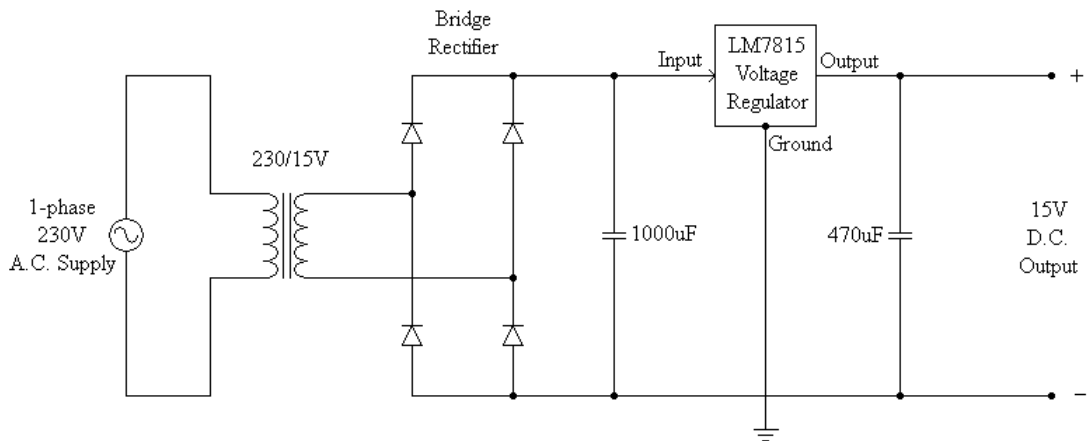 Bridge
Rectifier
LM7815
Voltage
Regulator
Input
Output
+
Ground
230/15V
1-phase
230V
A.C. Supply
1000uF
470uF
15V
D.C.
Output
−